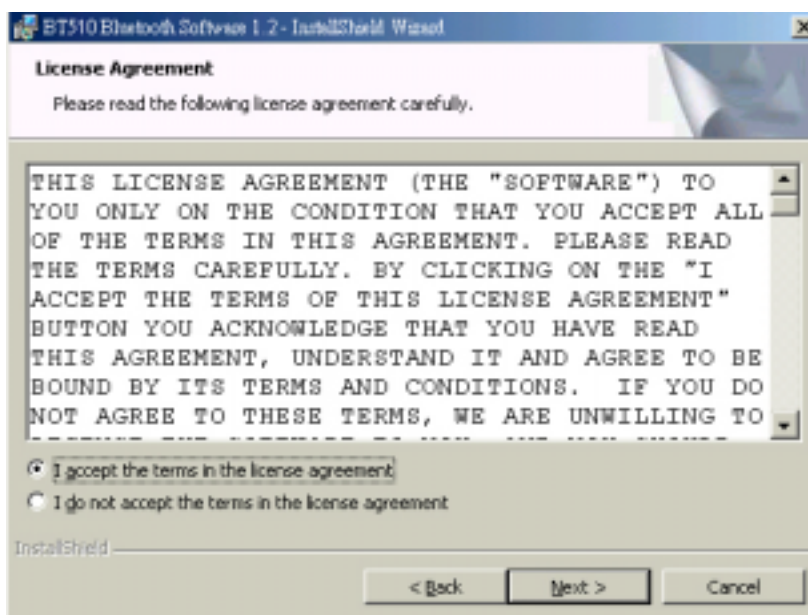 BT510 Bluetooth Software 1.2 - InstallShield Wizard
License Agreement
Please read the following license agreement carefully.
THIS LICENSE AGREEMENT (THE "SOFTWARE") TO
YOU ONLY ON THE CONDITION THAT YOU ACCEPT ALL
OF THE TERMS IN THIS AGREEMENT. PLEASE READ
THE TERMS CAREFULLY. BY CLICKING ON THE "I
ACCEPT THE TERMS OF THIS LICENSE AGREEMENT"
BUTTON YOU ACKNOWLEDGE THAT YOU HAVE READ
THIS AGREEMENT, UNDERSTAND IT AND AGREE TO BE
BOUND BY ITS TERMS AND CONDITIONS. IF YOU DO
NOT AGREE TO THESE TERMS, WE ARE UNWILLING TO
I accept the terms in the license agreement
I do not accept the terms in the license agreement
InstallShield
< Back Next > Cancel